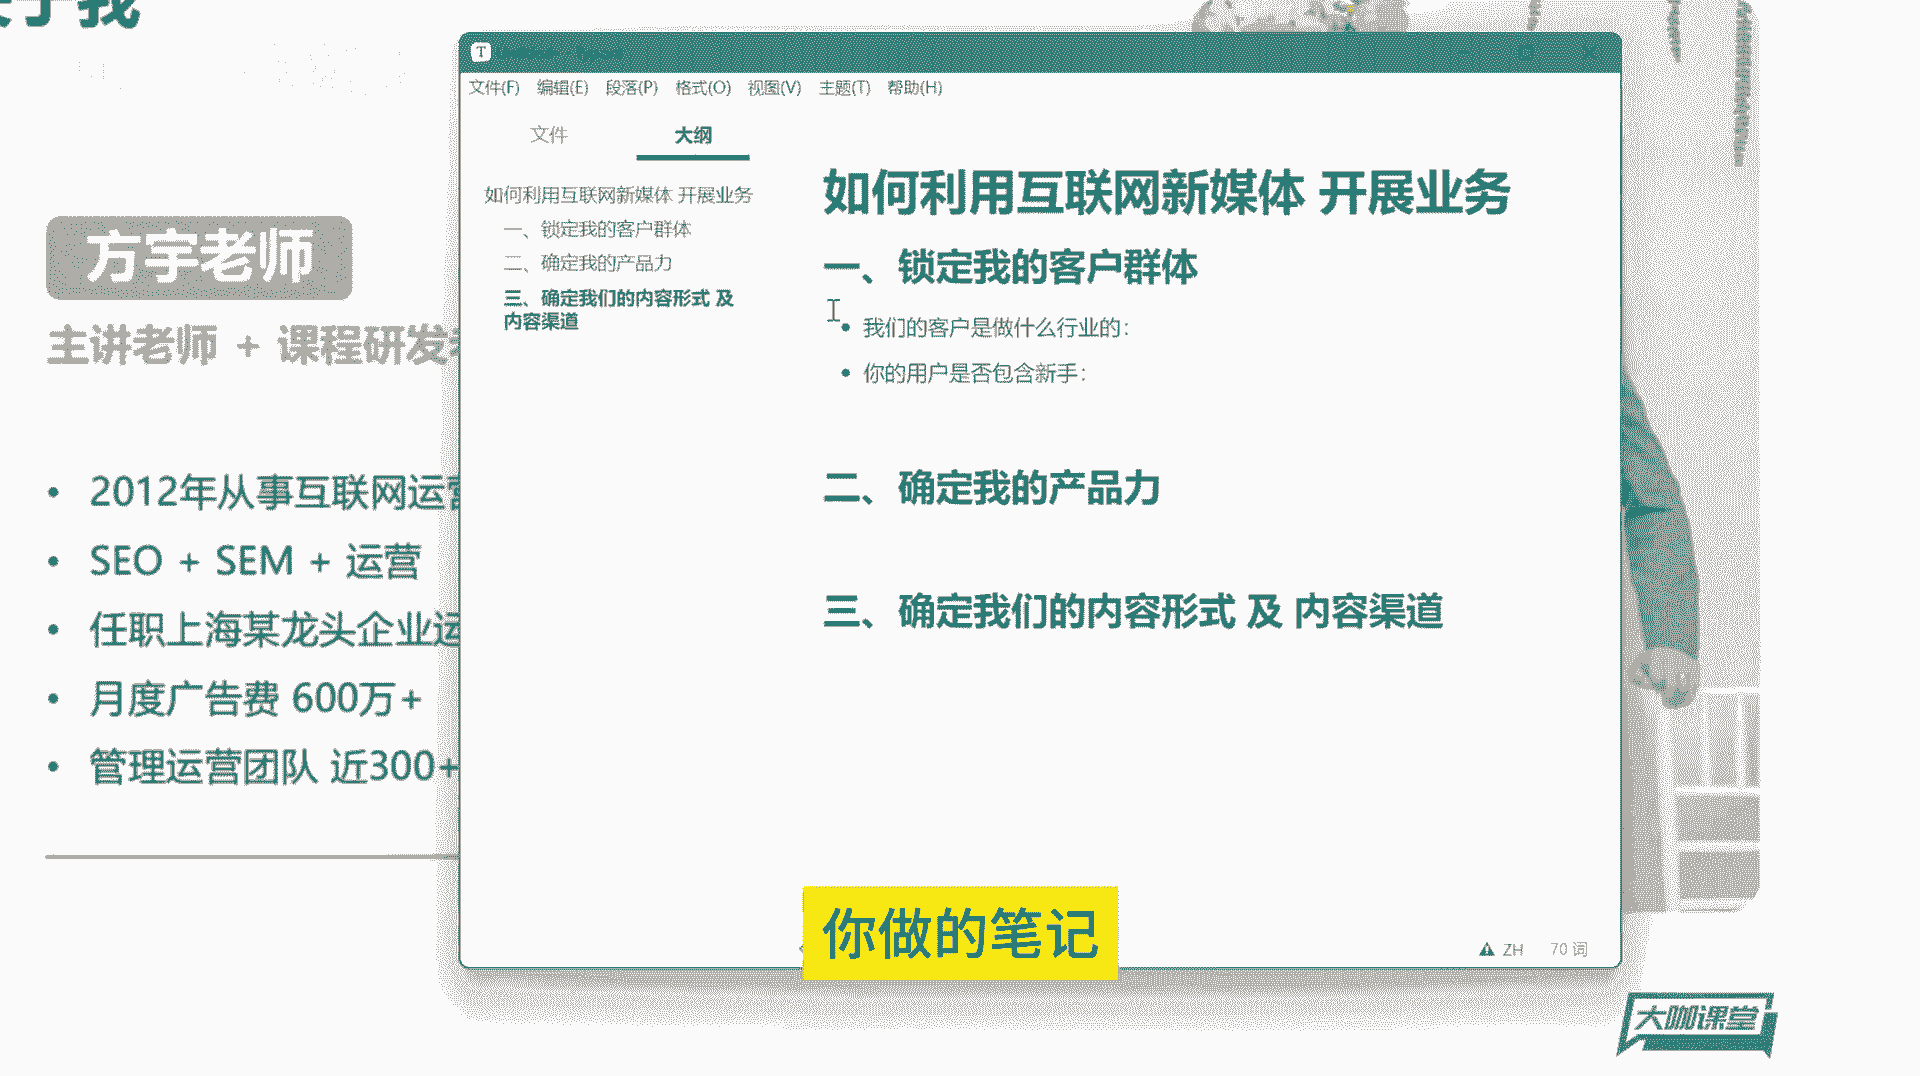 方宇老师
主讲老师 + 课程研发
2012年从事互联网运营
SEO + SEM + 运营
任职上海某龙头企业运
月度广告费 600万+
管理运营团队 近300+
T
文件(F) 编辑(E) 段落(P) 格式(O) 视图(V) 主题(T) 帮助(H)
文件 大纲
如何利用互联网新媒体 开展业务
一、锁定我的客户群体
二、确定我的产品力
三、确定我们的内容形式 及
内容渠道
如何利用互联网新媒体 开展业务
一、锁定我的客户群体
我们的客户是做什么行业的：
你的用户是否包含新手：
二、确定我的产品力
三、确定我们的内容形式 及 内容渠道
你做的笔记
ZH 70 词
大咖课堂